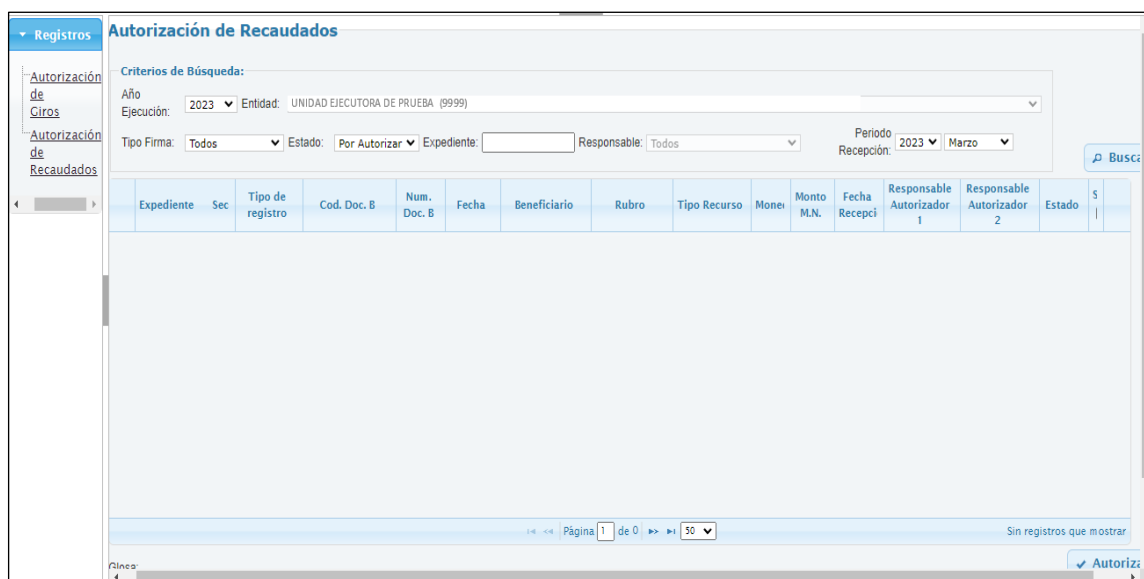 Registros
Autorización
de
Giros
Autorización
de
Recaudados
Autorización de Recaudados
Criterios de Búsqueda:
Año
Ejecución: 2023 Entidad: UNIDAD EJECUTORA DE PRUEBA (9999)
Tipo Firma: Todos Estado: Por Autorizar Expediente: Responsable: Todos Periodo
Recepción: 2023 Marzo
Busca
Expediente Sec Tipo de
registro Cod. Doc. B Num.
Doc. B Fecha Beneficiario Rubro Tipo Recurso Mone Monto
M.N. Fecha
Recepci Responsable
Autorizador
1 Responsable
Autorizador
2 Estado S
Página 1 de 0 50 Sin registros que mostrar
Glosa:
Autoriza